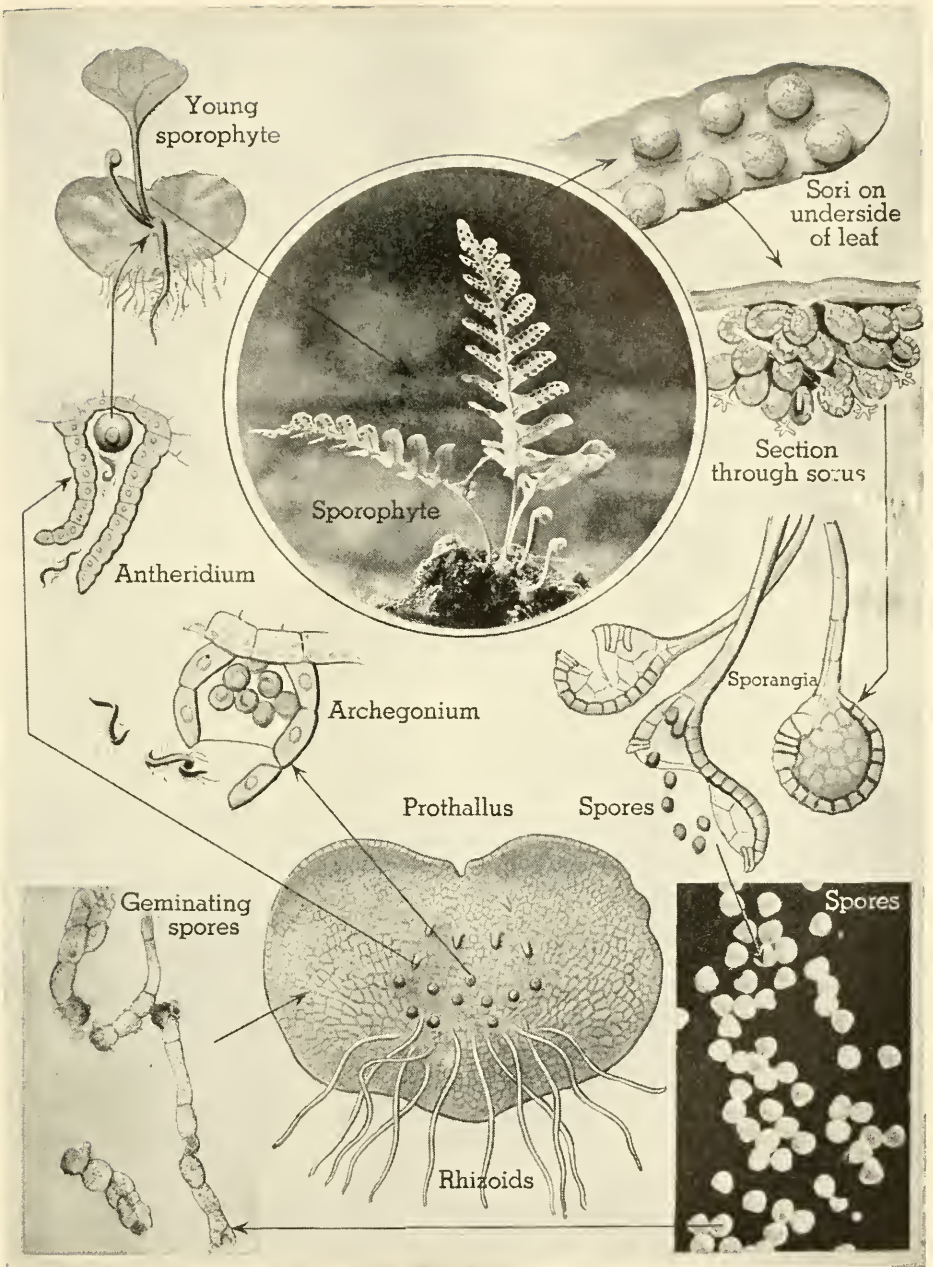 Young
sporophyte
Sori on
underside
of leaf
Section
through sorus
Sporophyte
Antheridium
Archegonium
Sporangia
Prothallus
Spores
Geminating
spores
Spores
Rhizoids